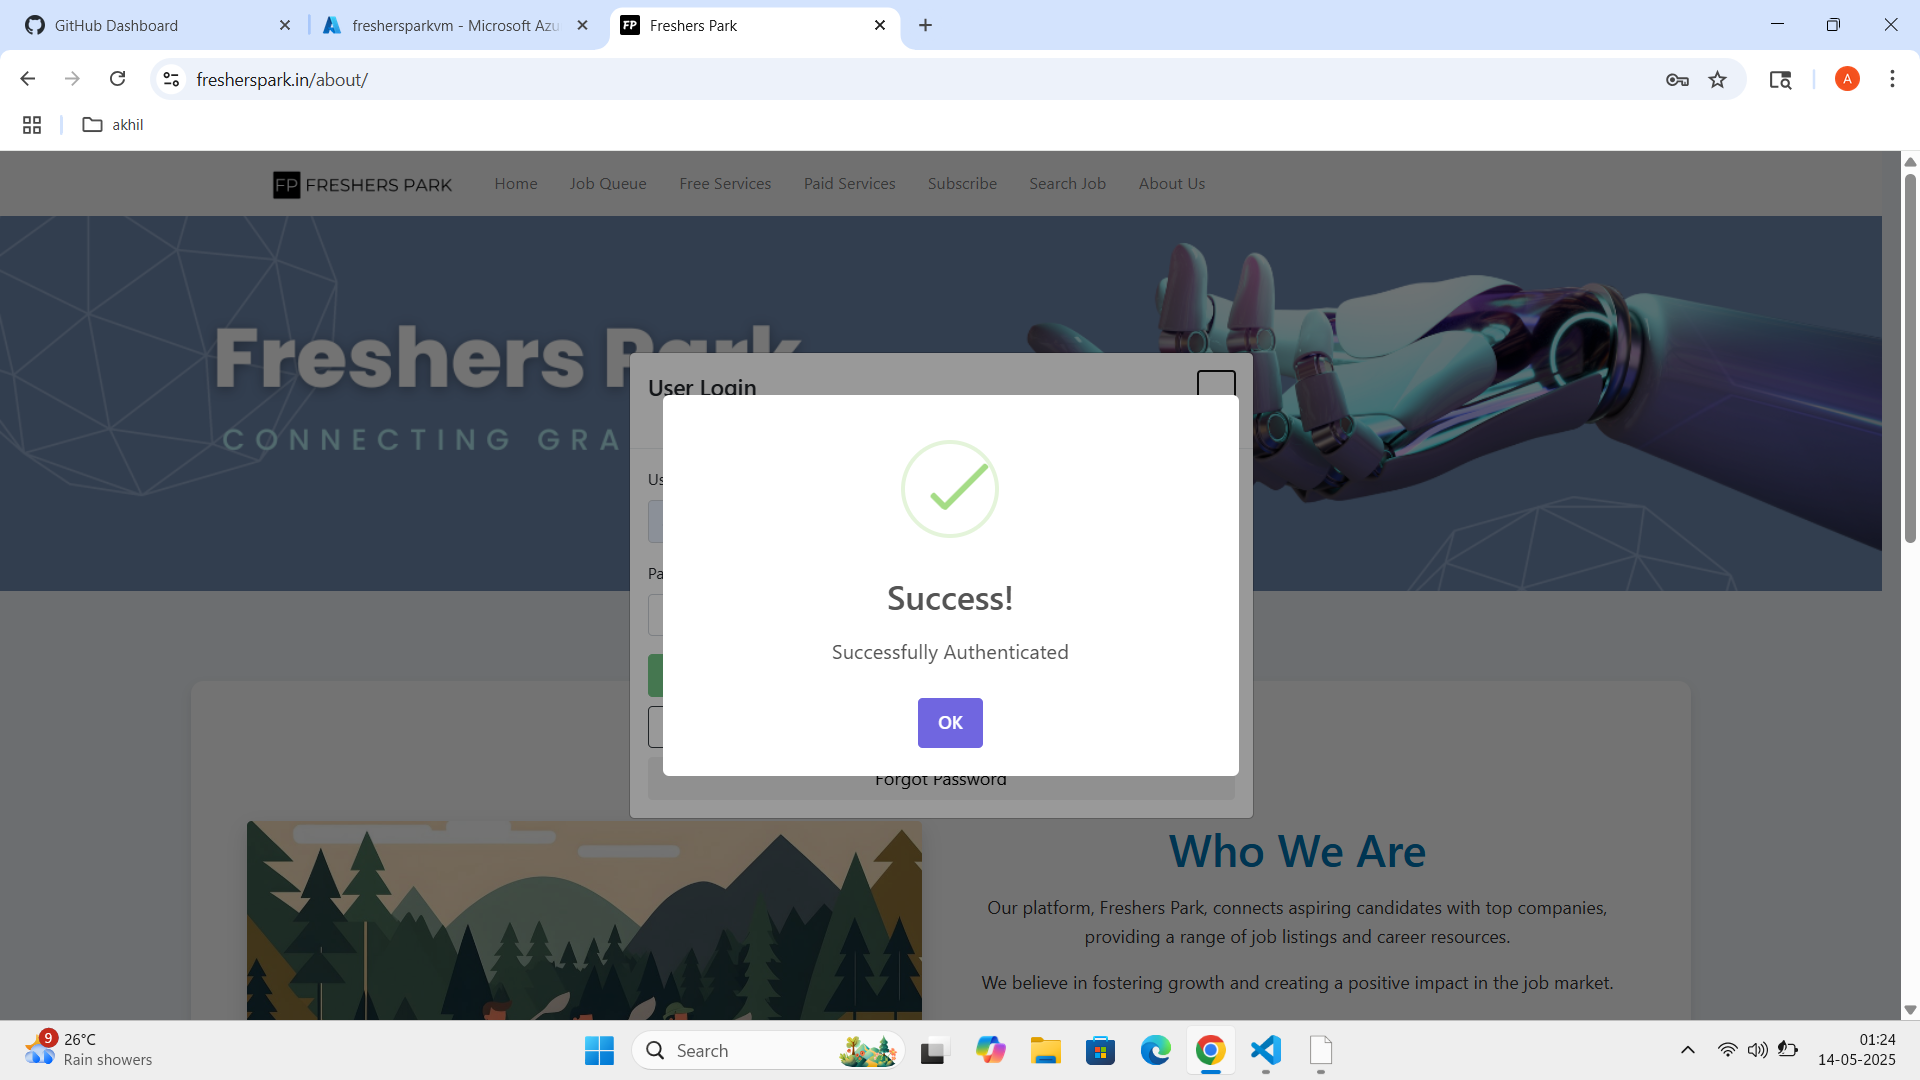 GitHub Dashboard
freshersparkvm - Microsoft Azu
FP
Freshers Park
fresherspark.in/about/
A
akhil
FP FRESHERS PARK
Home
Job Queue
Free Services
Paid Services
Subscribe
Search Job
About Us
Freshers Park
CONNECTING GRA
User Login
Us
Success!
Pa
Successfully Authenticated
OK
Forgot Password
Who We Are
Our platform, Freshers Park, connects aspiring candidates with top companies,
providing a range of job listings and career resources.
We believe in fostering growth and creating a positive impact in the job market.
9
26°C
Rain showers
Search
01:24
14-05-2025